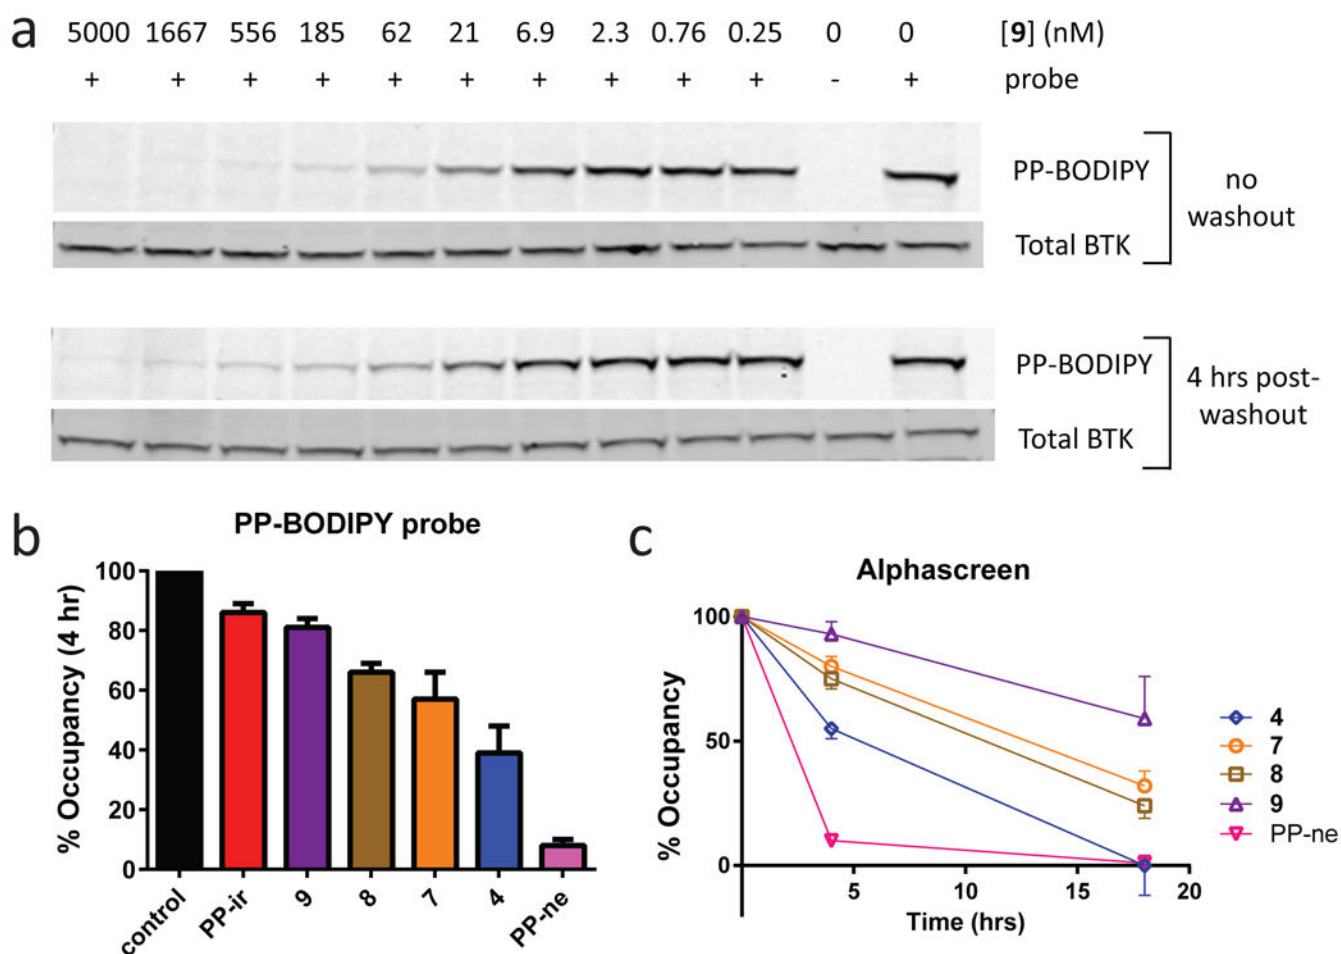 a
5000 1667 556 185 62 21 6.9 2.3 0.76 0.25 0 0 [9] (nM)
+ + + + + + + + + + - + probe
PP-BODIPY
no
washout
Total BTK
PP-BODIPY
4 hrs post-
washout
Total BTK
b
PP-BODIPY probe
% Occupancy (4 hr)
100
80
60
40
20
0
control PP-ir 9 8 7 4 PP-ne
c
Alphascreen
% Occupancy
100
50
0
5 10 15 20
Time (hrs)
4
7
8
9
PP-ne